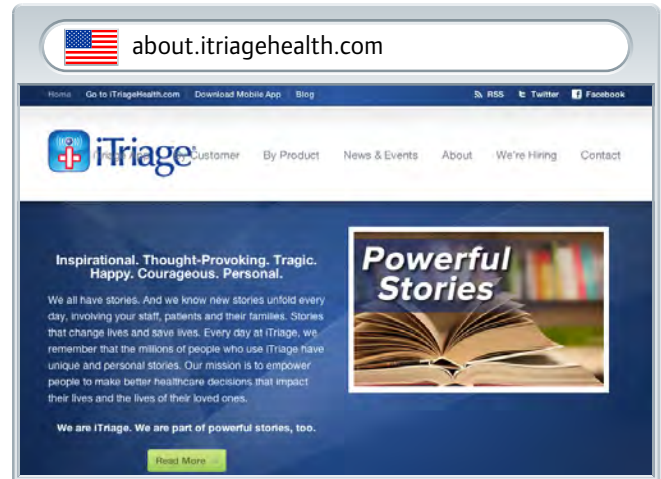 about.itriagehealth.com
Home Go to iTriageHealth.com Download Mobile App Blog RSS Twitter Facebook
iTriage® Customer By Product News & Events About We're Hiring Contact
Inspirational. Thought-Provoking. Tragic.
Happy. Courageous. Personal.
We all have stories. And we know new stories unfold every
day, involving your staff, patients and their families. Stories
that change lives and save lives. Every day at iTriage, we
remember that the millions of people who use iTriage have
unique and personal stories. Our mission is to empower
people to make better healthcare decisions that impact
their lives and the lives of their loved ones.
We are iTriage. We are part of powerful stories, too.
Read More →
Powerful
Stories